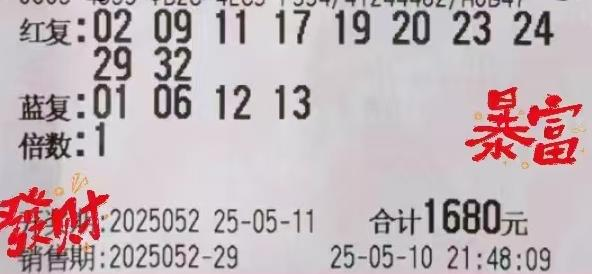 红复:02 09 11 17 19 20 23 24
29 32
蓝复:01 06 12 13
倍数:1
暴富
發财
期:2025052 25-05-11 合计1680元
销售期:2025052-29 25-05-10 21:48:09